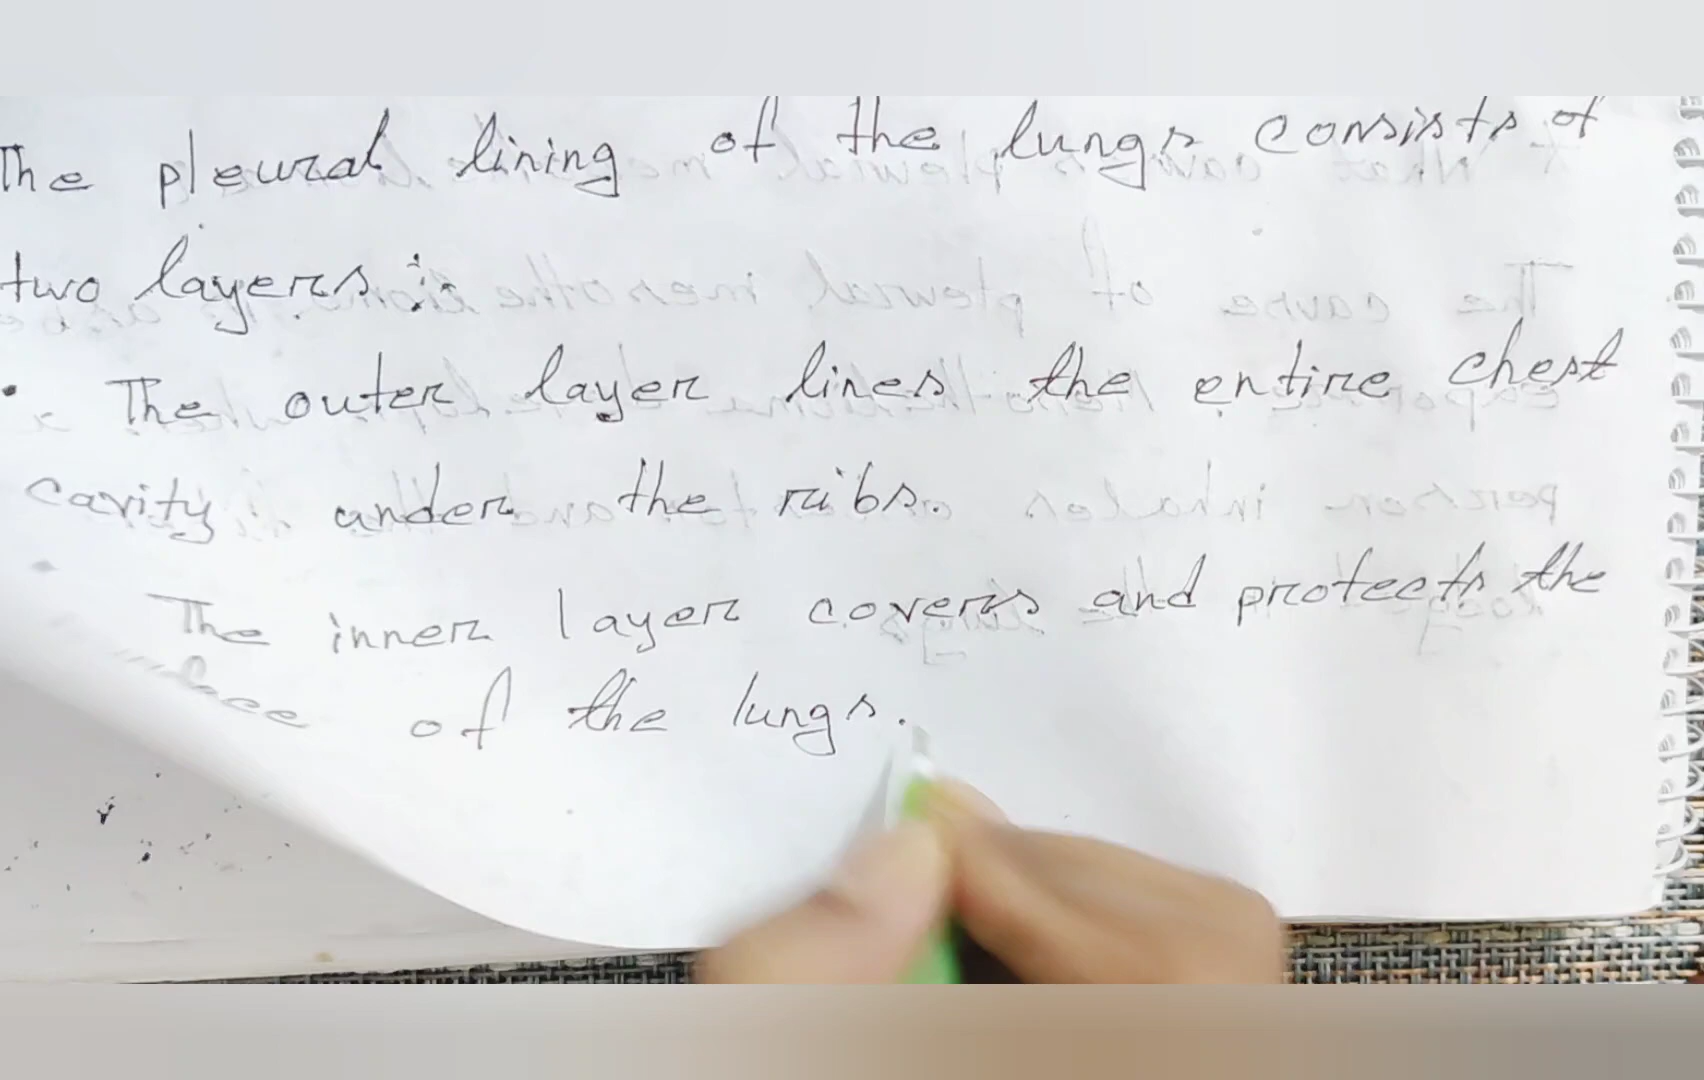 The pleural lining of the lungs consists of
two layers:
• The outer layer lines the entire chest
cavity under the ribs.
The inner layer covers and protects the
of the lungs.